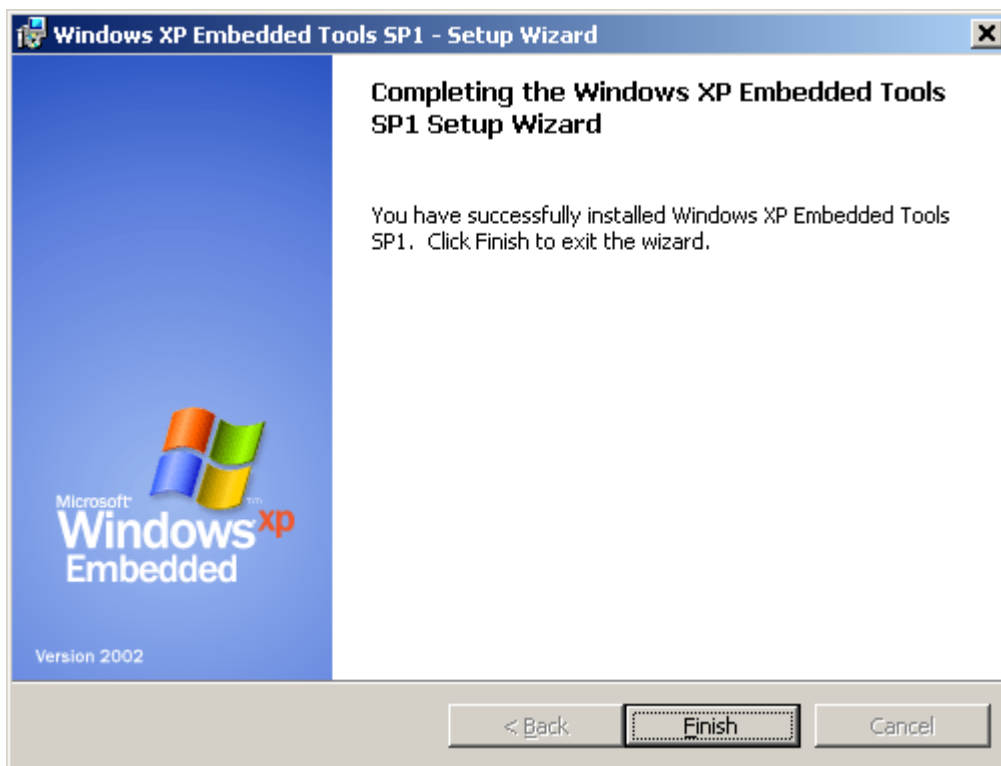 Windows XP Embedded Tools SP1 - Setup Wizard
Completing the Windows XP Embedded Tools
SP1 Setup Wizard
You have successfully installed Windows XP Embedded Tools
SP1. Click Finish to exit the wizard.
Microsoft
Windows xp
Embedded
Version 2002
< Back
Finish
Cancel